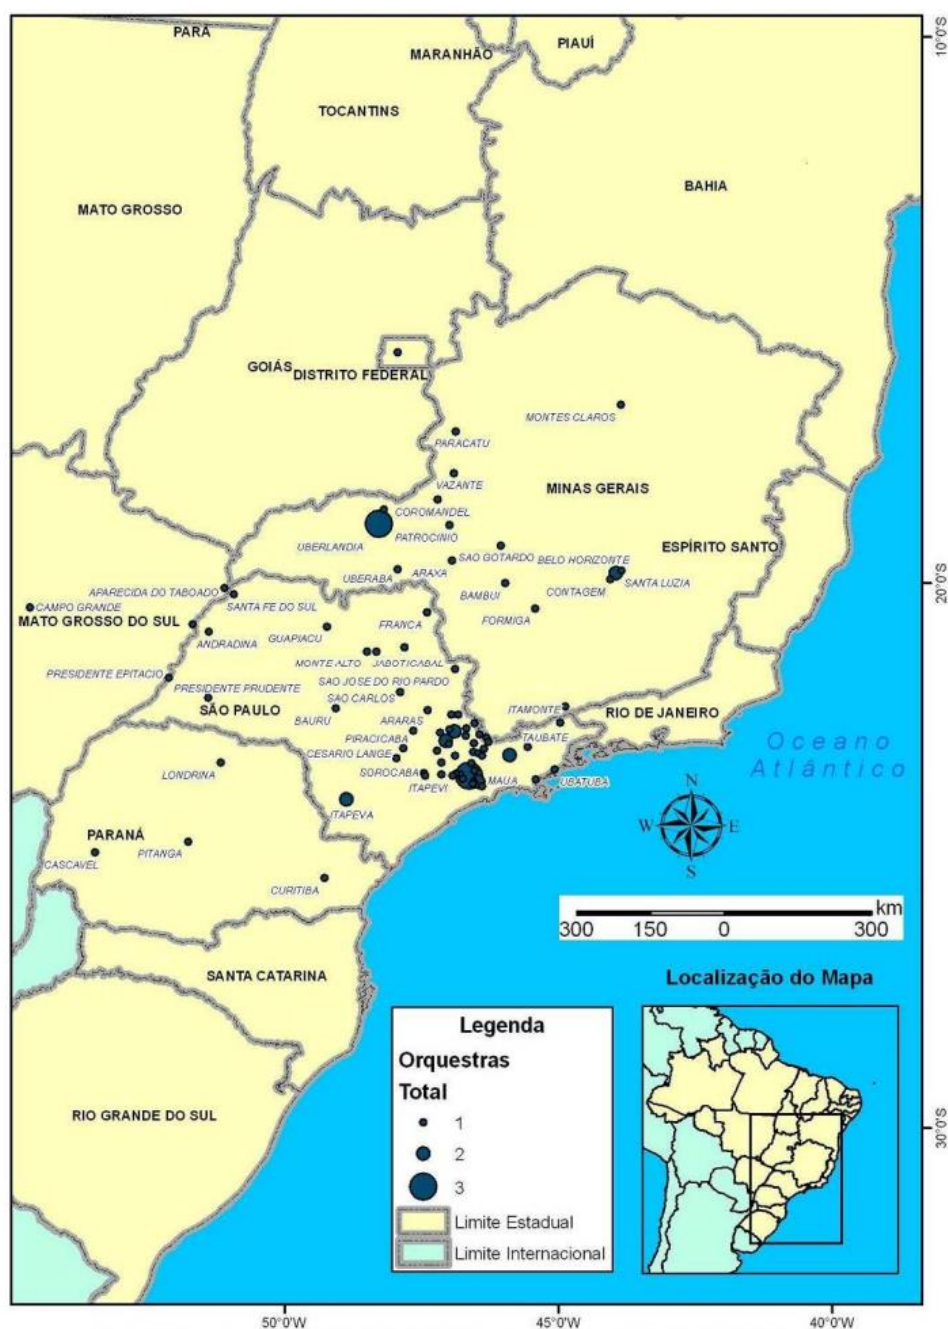 PARÁ
MARANHÃO
PIAUÍ
10°0'S
TOCANTINS
BAHIA
MATO GROSSO
GOIÁS
DISTRITO FEDERAL
MONTES CLAROS
PARACATU
VAZANTE
MINAS GERAIS
COROMANDEL
PATROCINIO
UBERLANDIA
ESPÍRITO SANTO
SAO GOTARDO
BELO HORIZONTE
UBERABA
ARAXA
SANTA LUZIA
20°0'S
BAMBUI
CONTAGEM
APARECIDA DO TABOADO
SANTA FE DO SUL
CAMPO GRANDE
FORMIGA
MATO GROSSO DO SUL
FRANCA
ANDRADINA
GUAPIACU
MONTE ALTO
JABOTICABAL
PRESIDENTE EPITACIO
SAO JOSE DO RIO PARDO
PRESIDENTE PRUDENTE
SAO CARLOS
SÃO PAULO
ITAMONTE
RIO DE JANEIRO
BAURU
ARARAS
TAUBATE
PIRACICABA
Oceano
Atlântico
CESARIO LANGE
LONDRINA
SOROCABA
MAUA
UBATUBA
ITAPEVI
N
ITAPEVA
W
E
PARANÁ
PITANGA
CASCAVEL
S
CURITIBA
km
300 150 0 300
SANTA CATARINA
Localização do Mapa
Legenda
Orquestras
Total
RIO GRANDE DO SUL
1
30°0'S
2
3
Limite Estadual
Limite Internacional
50°0'W
45°0'W
40°0'W